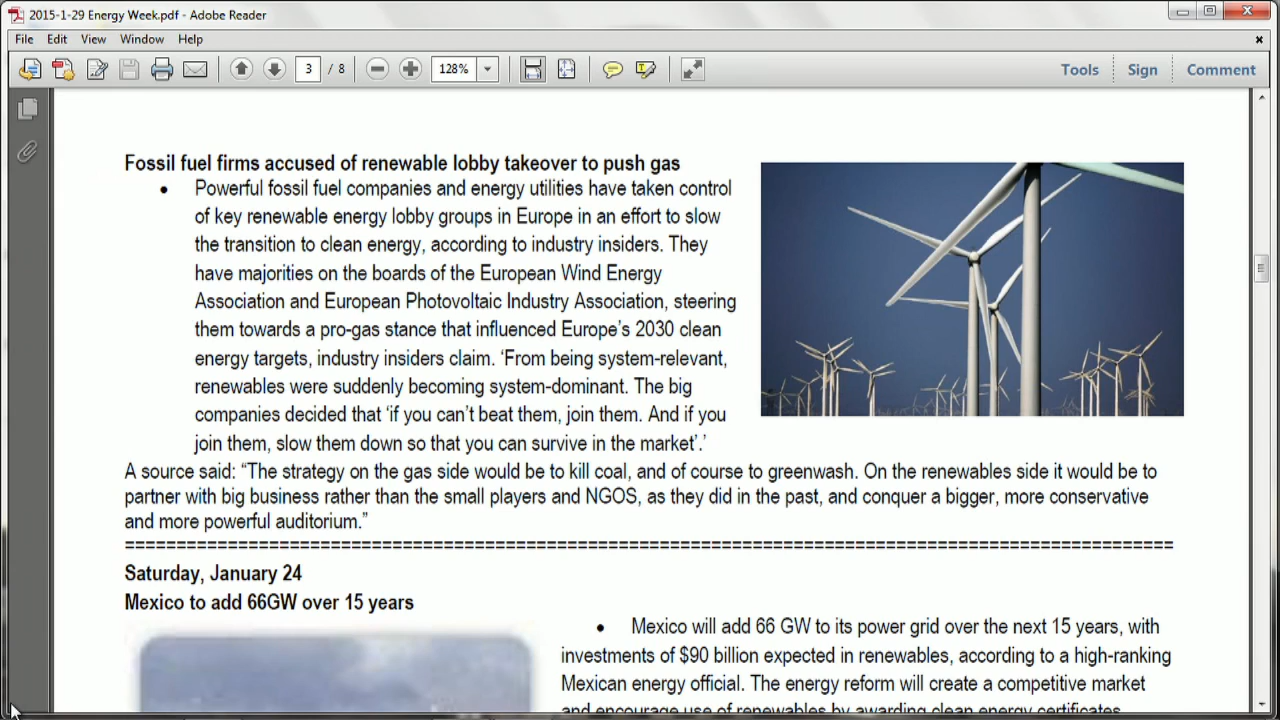 2015-1-29 Energy Week.pdf - Adobe Reader
File Edit View Window Help
3 / 8 128% Tools Sign Comment
Fossil fuel firms accused of renewable lobby takeover to push gas
• Powerful fossil fuel companies and energy utilities have taken control
of key renewable energy lobby groups in Europe in an effort to slow
the transition to clean energy, according to industry insiders. They
have majorities on the boards of the European Wind Energy
Association and European Photovoltaic Industry Association, steering
them towards a pro-gas stance that influenced Europe's 2030 clean
energy targets, industry insiders claim. 'From being system-relevant,
renewables were suddenly becoming system-dominant. The big
companies decided that 'if you can't beat them, join them. And if you
join them, slow them down so that you can survive in the market'.'
A source said: “The strategy on the gas side would be to kill coal, and of course to greenwash. On the renewables side it would be to
partner with big business rather than the small players and NGOS, as they did in the past, and conquer a bigger, more conservative
and more powerful auditorium.”
Saturday, January 24
Mexico to add 66GW over 15 years
• Mexico will add 66 GW to its power grid over the next 15 years, with
investments of $90 billion expected in renewables, according to a high-ranking
Mexican energy official. The energy reform will create a competitive market
and encourage use of renewables by awarding clean energy certificates